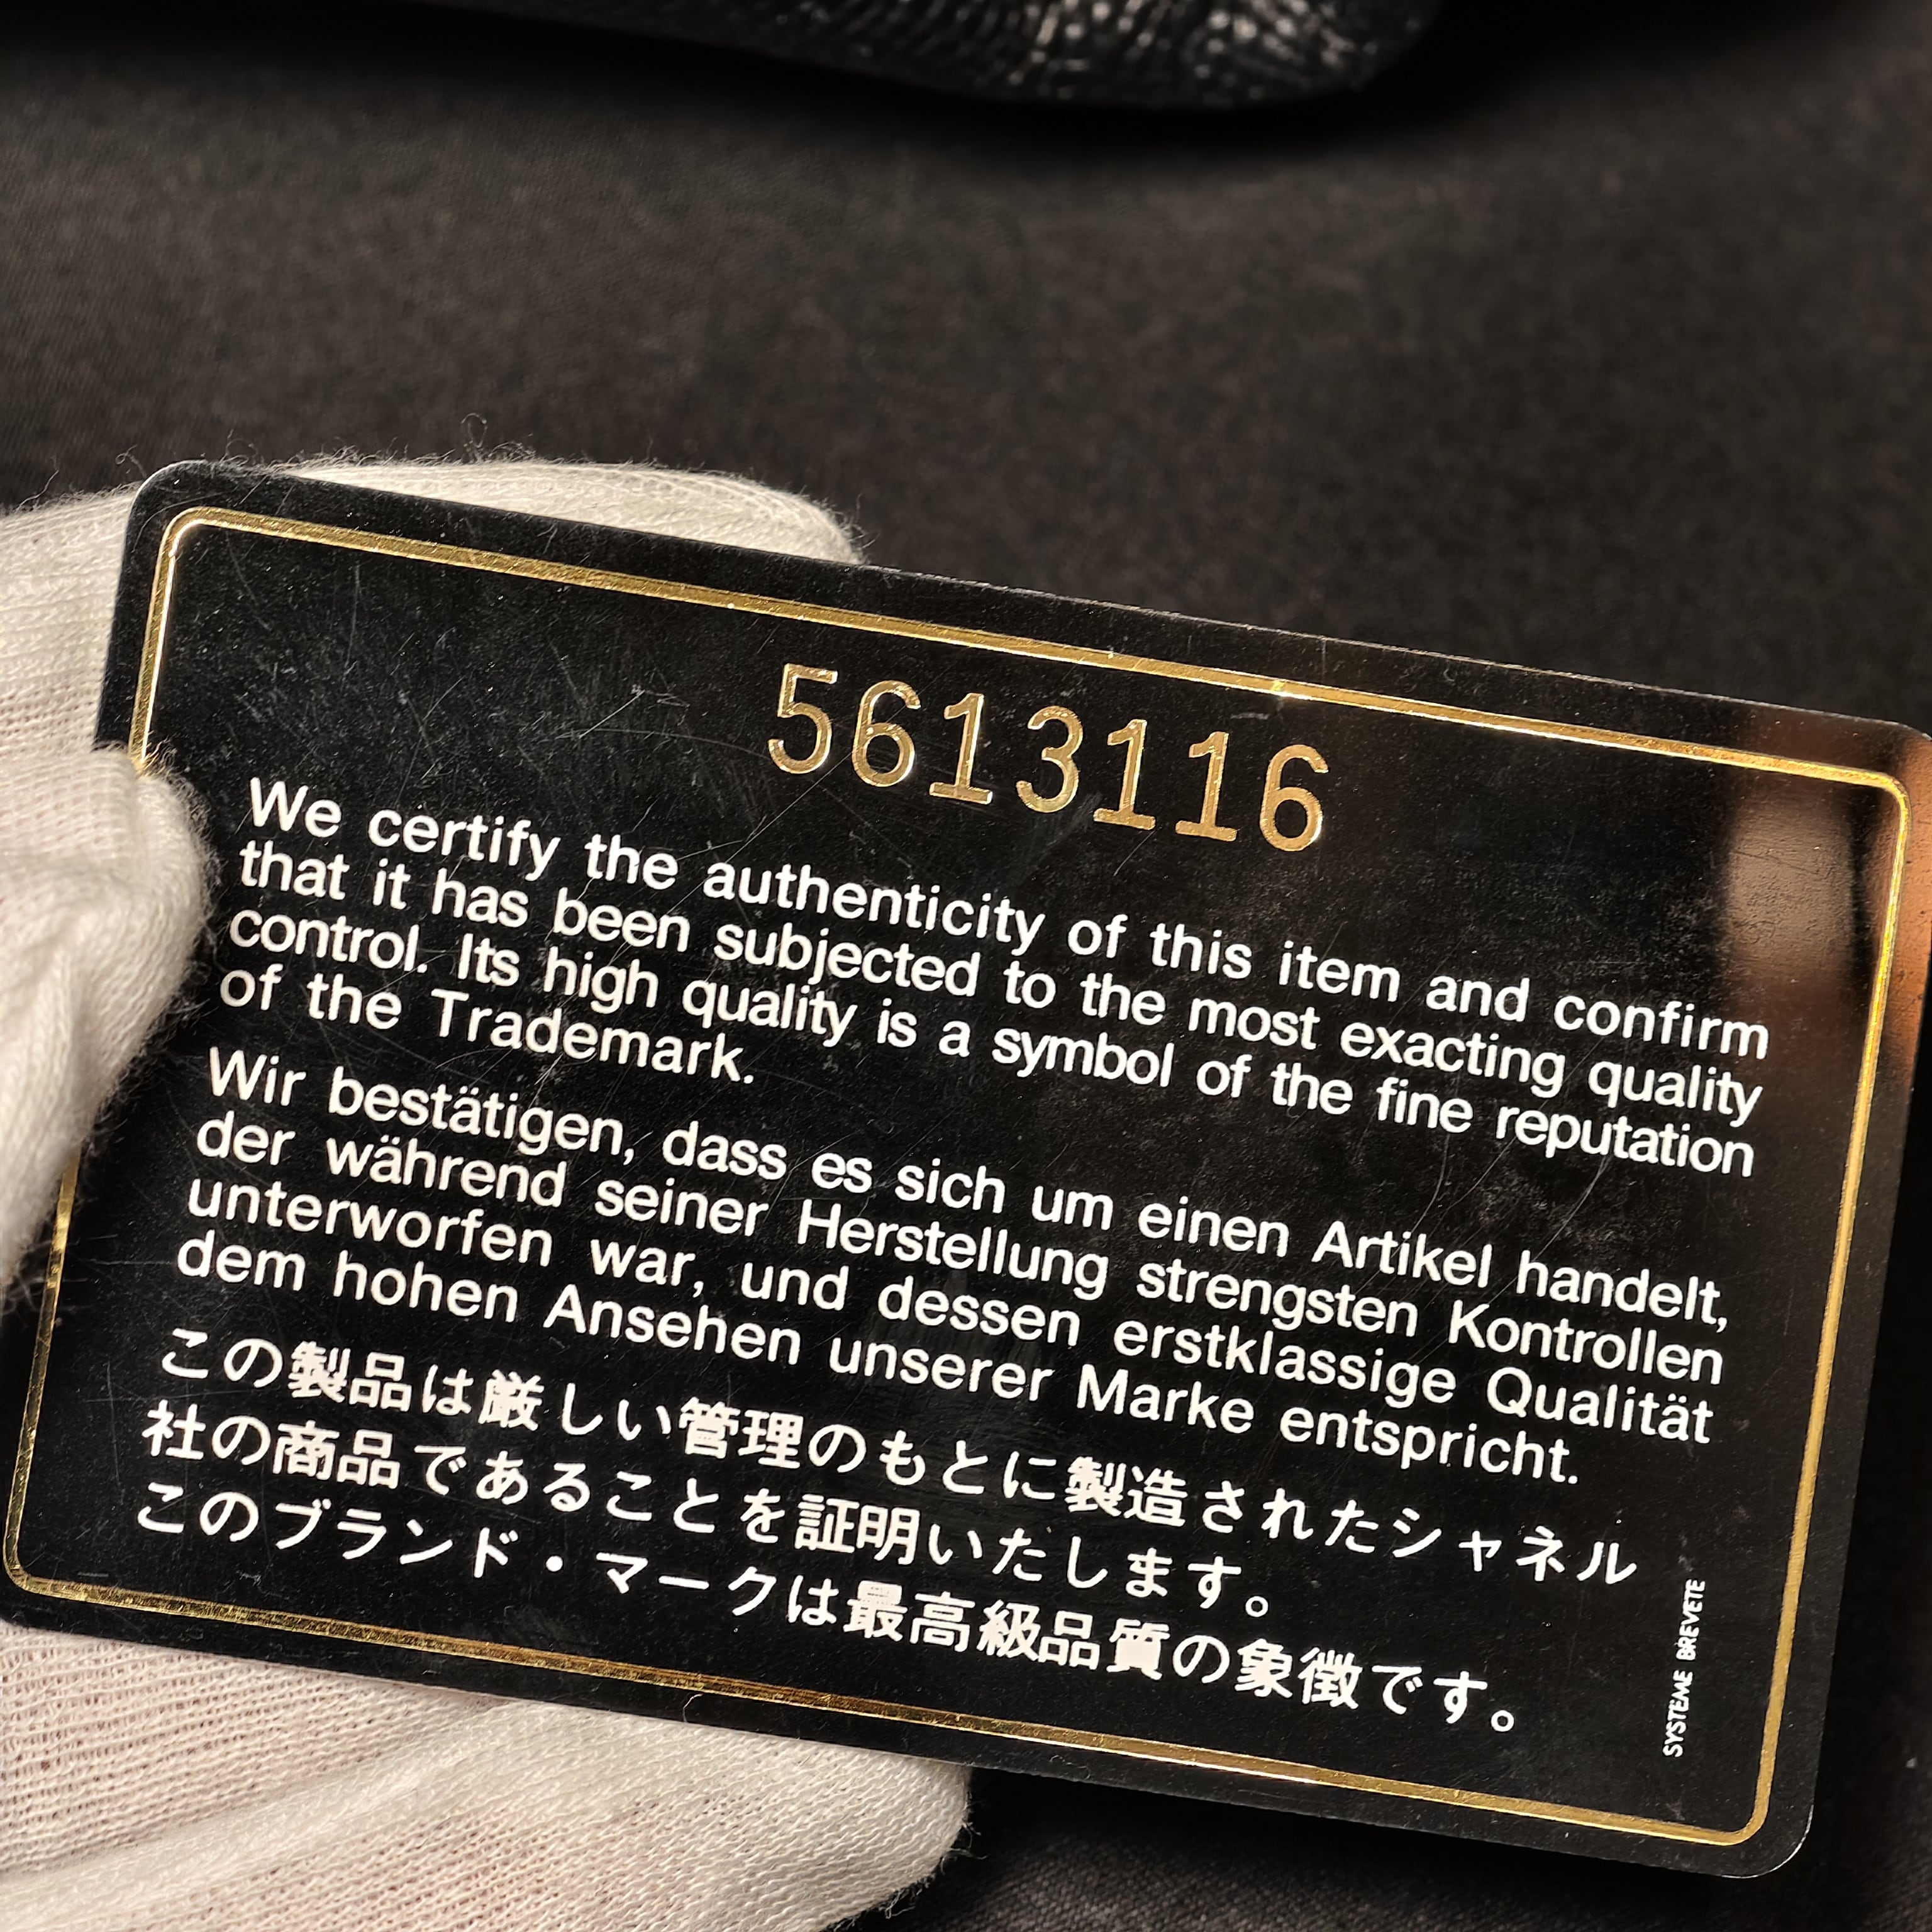 5613116
We certify the authenticity of this item and confirm
that it has been subjected to the most exacting quality
control. Its high quality is a symbol of the fine reputation
of the Trademark.
Wir bestätigen, dass es sich um einen Artikel handelt,
der während seiner Herstellung strengsten Kontrollen
unterworfen war, und dessen erstklassige Qualität
dem hohen Ansehen unserer Marke entspricht.
この製品は厳しい管理のもとに製造されたシャネル
社の商品であることを証明いたします。
このブランド・マークは最高級品質の象徴です。
SYSTEME BREVETE